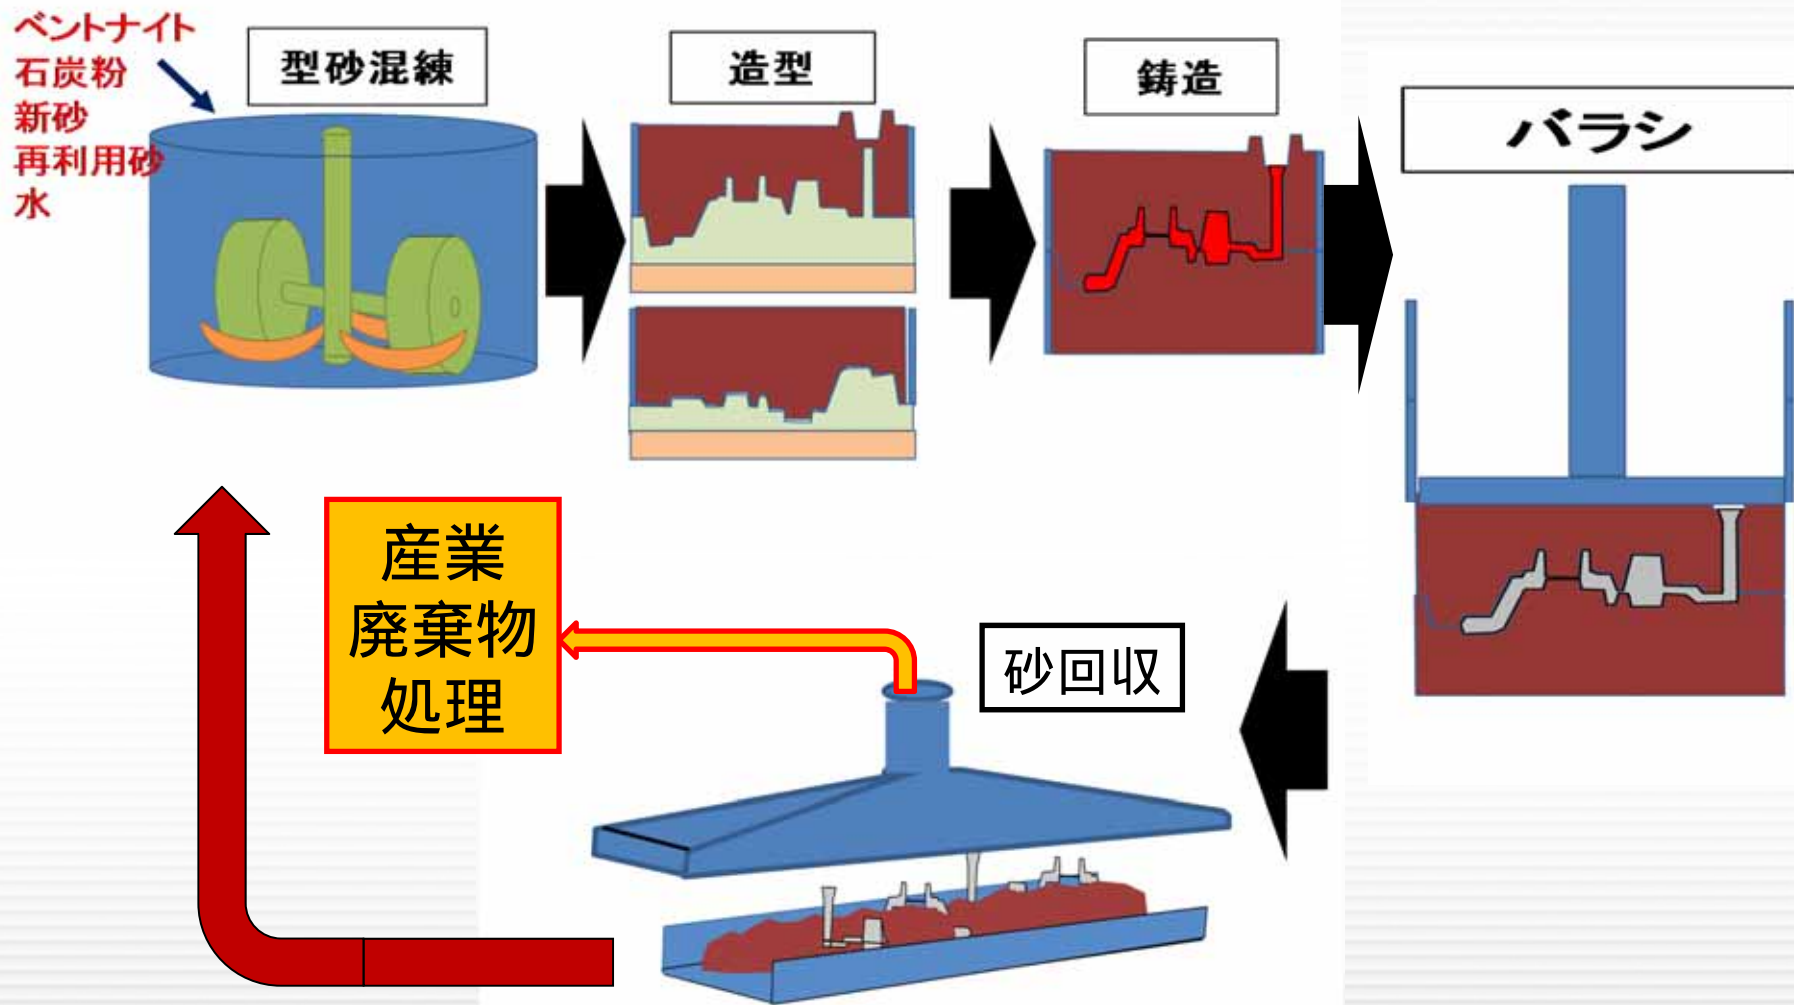 ベントナイト
石炭粉
新砂
再利用砂
水
型砂混練
造型
鋳造
バラシ
産業
廃棄物
処理
砂回収